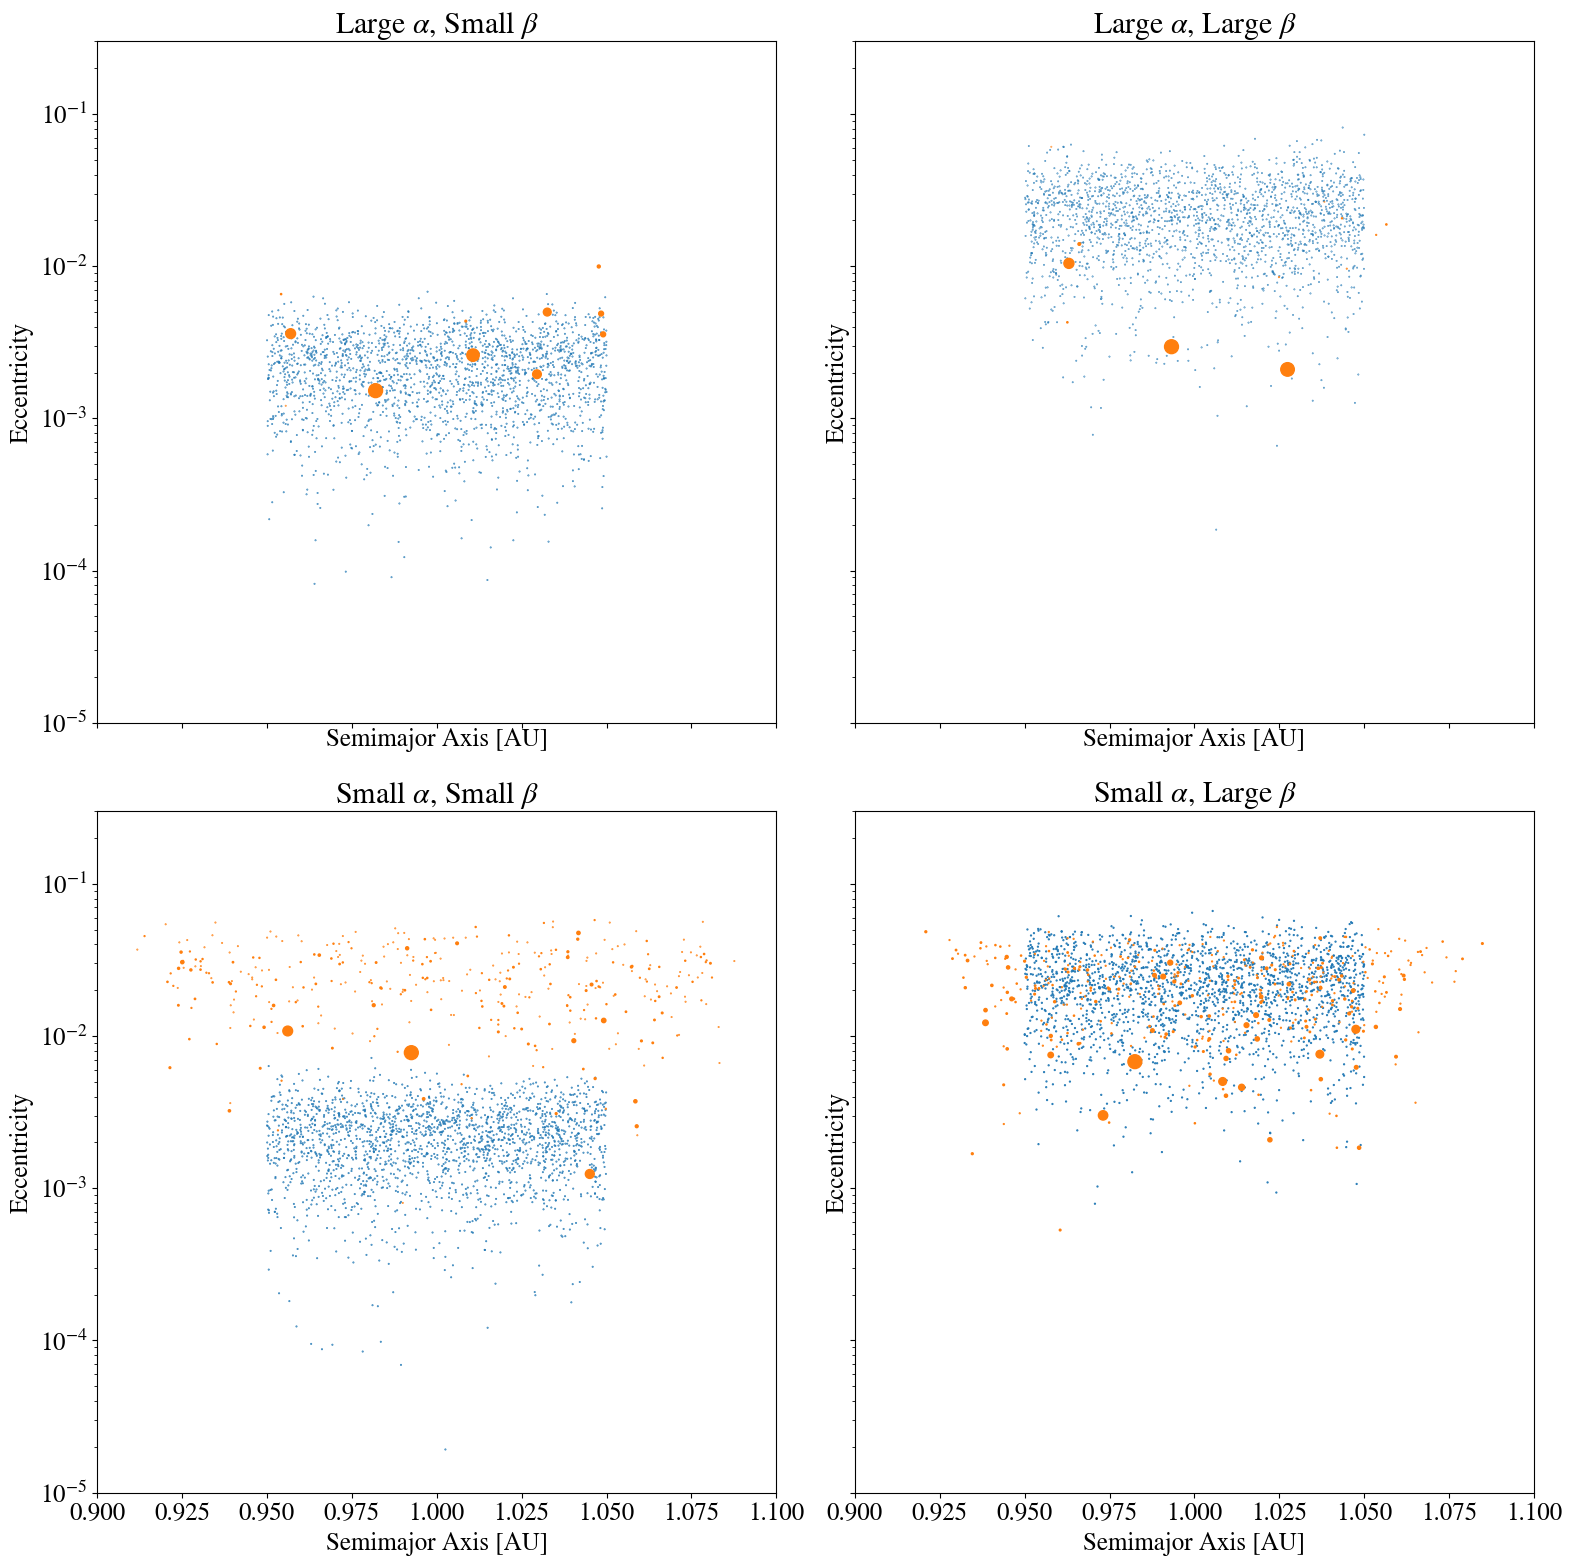 Large α, Small β
Large α, Large β
Eccentricity
10⁻¹
10⁻²
10⁻³
10⁻⁴
10⁻⁵
Semimajor Axis [AU]
Eccentricity
Semimajor Axis [AU]
Small α, Small β
Small α, Large β
Eccentricity
10⁻¹
10⁻²
10⁻³
10⁻⁴
10⁻⁵
0.900 0.925 0.950 0.975 1.000 1.025 1.050 1.075 1.100
Semimajor Axis [AU]
Eccentricity
0.900 0.925 0.950 0.975 1.000 1.025 1.050 1.075 1.100
Semimajor Axis [AU]